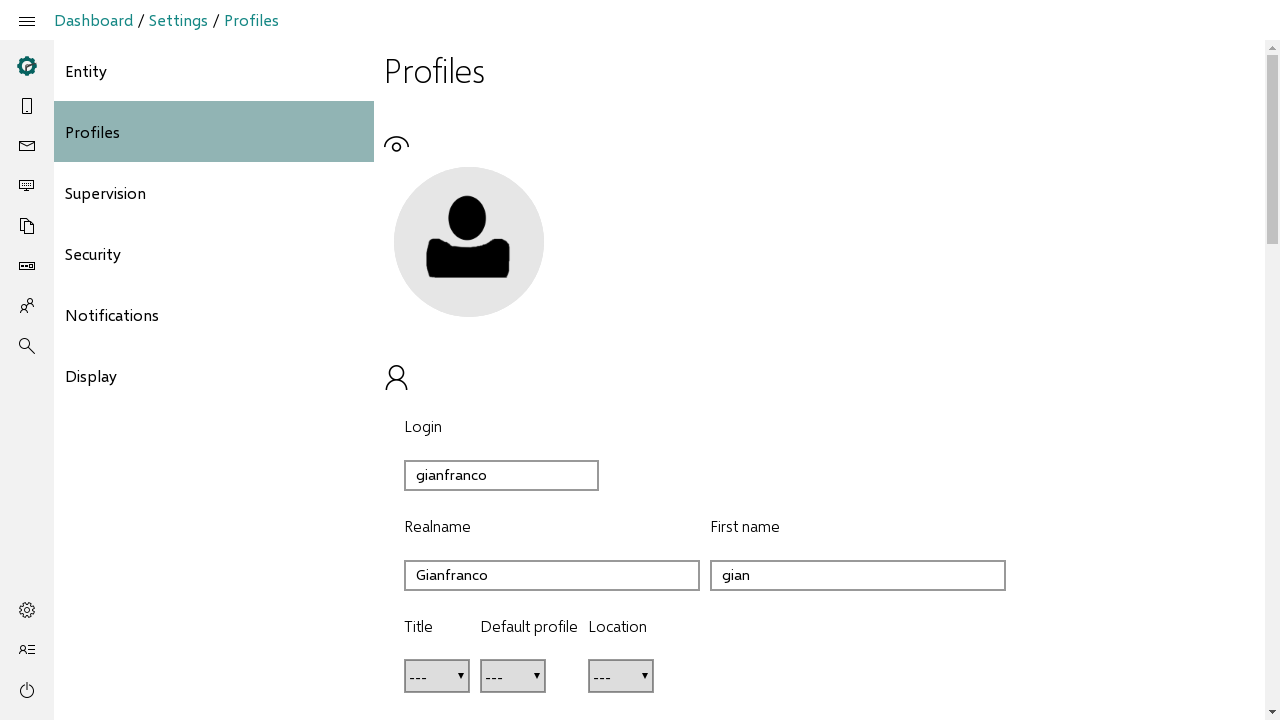 Dashboard / Settings / Profiles
Entity
Profiles
Supervision
Security
Notifications
Display
Profiles
Login
gianfranco
Realname
First name
Gianfranco
gian
Title
Default profile
Location
---
---
---